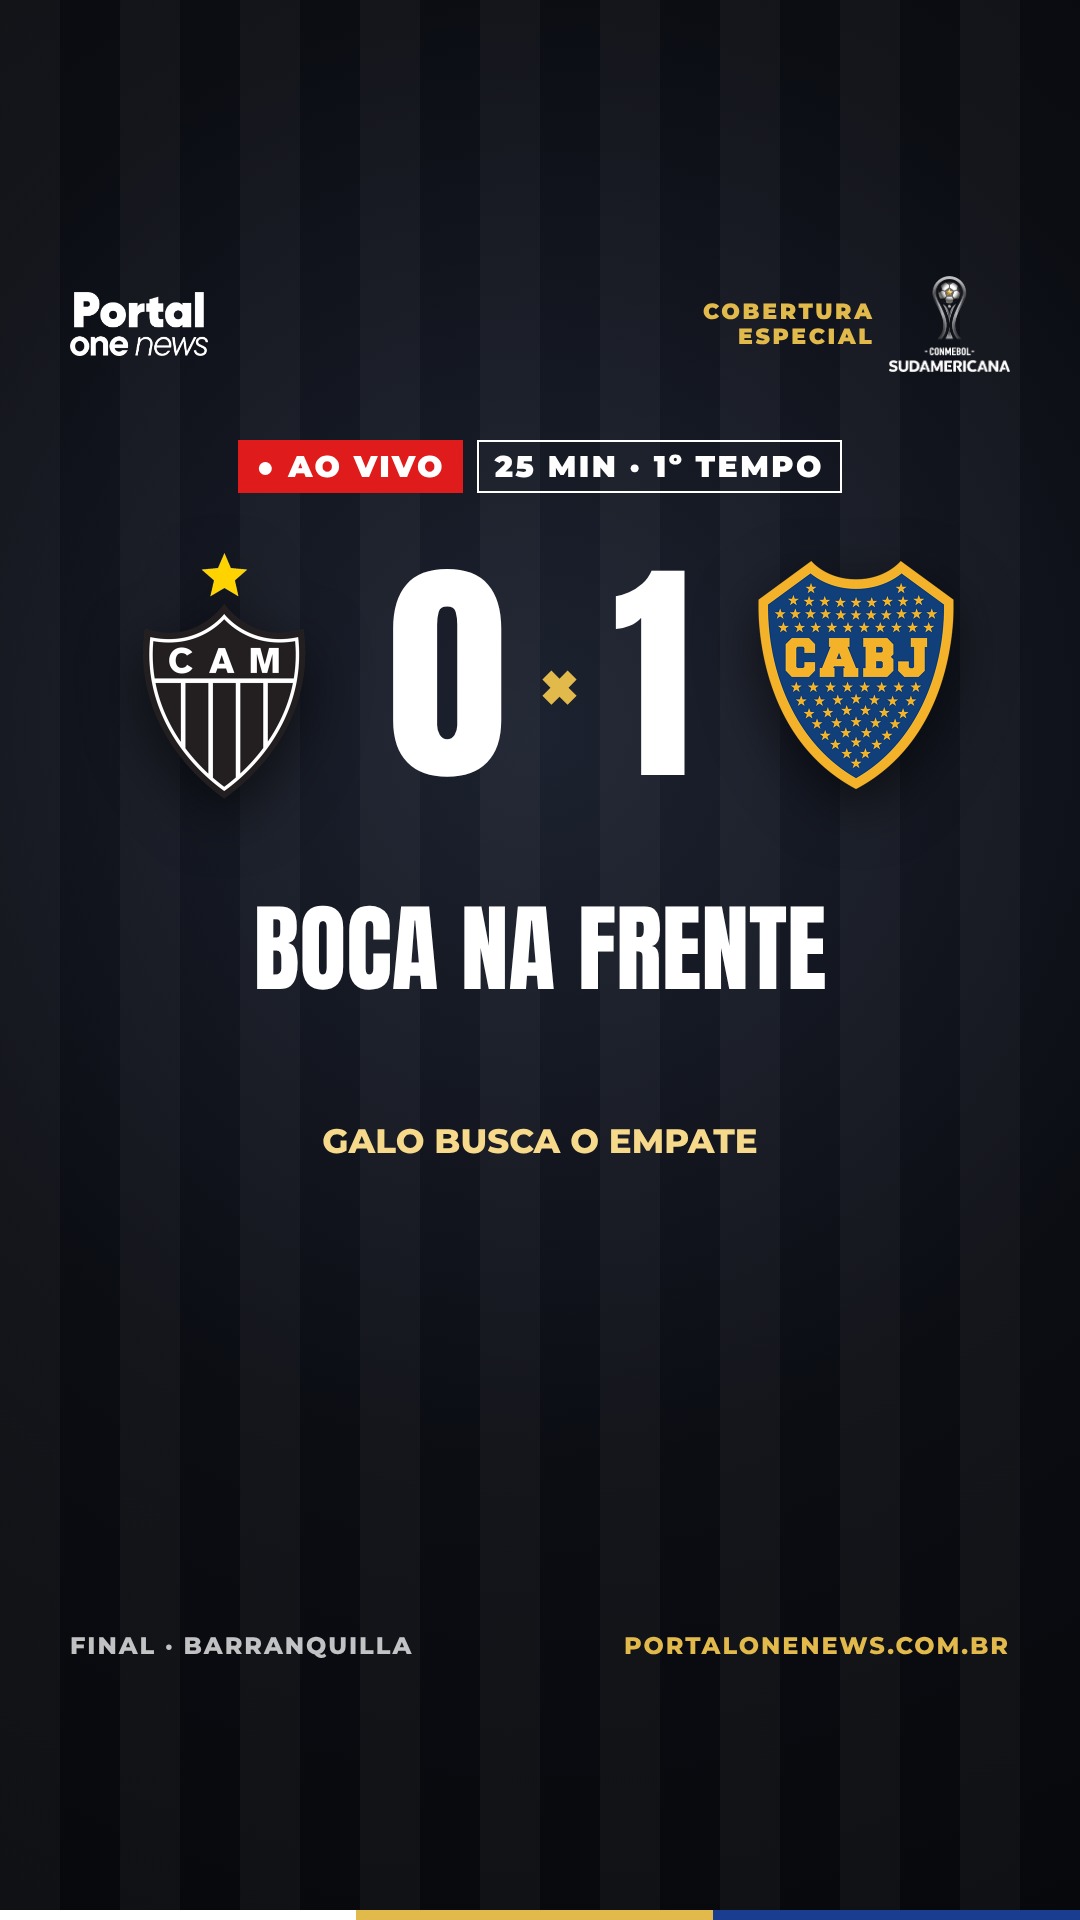 Portal
one news
COBERTURA
ESPECIAL
-CONMEBOL-
SUDAMERICANA
• AO VIVO
25 MIN · 1º TEMPO
CAM
0 × 1
CABJ
BOCA NA FRENTE
GALO BUSCA O EMPATE
FINAL · BARRANQUILLA
PORTALONENEWS.COM.BR